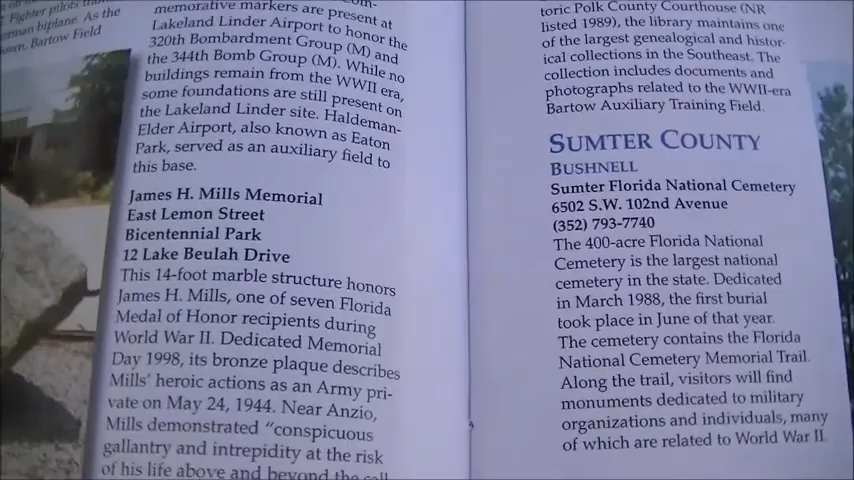 7. Fighter pilots
rman biplane. As the
own. Bartow Field
memorative markers are present at
Lakeland Linder Airport to honor the
320th Bombardment Group (M) and
the 344th Bomb Group (M). While no
buildings remain from the WWII era,
some foundations are still present on
the Lakeland Linder site. Haldeman-
Elder Airport, also known as Eaton
Park, served as an auxiliary field to
this base.
James H. Mills Memorial
East Lemon Street
Bicentennial Park
12 Lake Beulah Drive
This 14-foot marble structure honors
James H. Mills, one of seven Florida
Medal of Honor recipients during
World War II. Dedicated Memorial
Day 1998, its bronze plaque describes
Mills' heroic actions as an Army pri-
vate on May 24, 1944. Near Anzio,
Mills demonstrated "conspicuous
gallantry and intrepidity at the risk
of his life above and beyond the call
toric Polk County Courthouse (NR
listed 1989), the library maintains one
of the largest genealogical and histor-
ical collections in the Southeast. The
collection includes documents and
photographs related to the WWII-era
Bartow Auxiliary Training Field.
SUMTER COUNTY
BUSHNELL
Sumter Florida National Cemetery
6502 S.W. 102nd Avenue
(352) 793-7740
The 400-acre Florida National
Cemetery is the largest national
cemetery in the state. Dedicated
in March 1988, the first burial
took place in June of that year.
The cemetery contains the Florida
National Cemetery Memorial Trail.
Along the trail, visitors will find
monuments dedicated to military
organizations and individuals, many
of which are related to World War II.